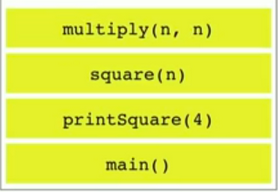 multiply(n, n)
square(n)
printSquare(4)
main()